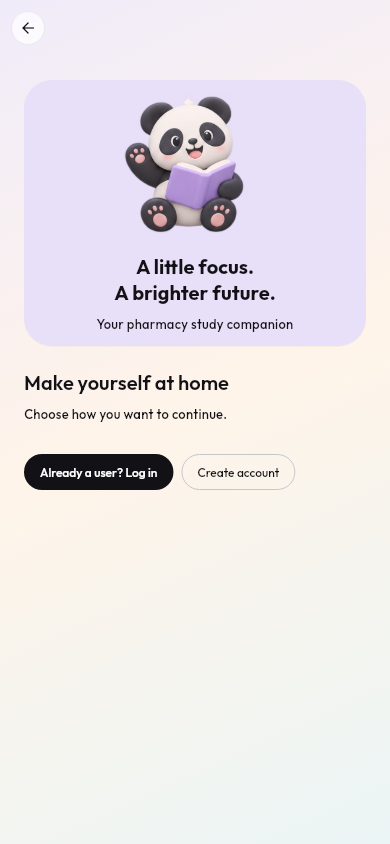 A little focus.
A brighter future.
Your pharmacy study companion
Make yourself at home
Choose how you want to continue.
Already a user? Log in
Create account